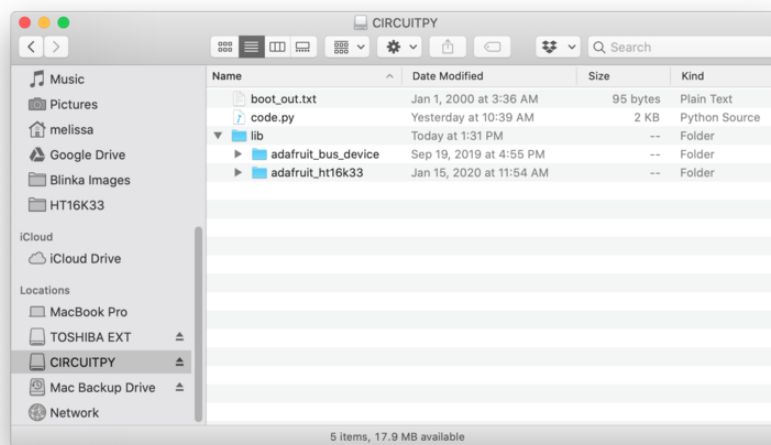 CIRCUITPY
Search
Music
Pictures
melissa
Google Drive
Blinka Images
HT16K33
iCloud
iCloud Drive
Locations
MacBook Pro
TOSHIBA EXT
CIRCUITPY
Mac Backup Drive
Network
Name Date Modified Size Kind
boot_out.txt Jan 1, 2000 at 3:36 AM 95 bytes Plain Text
code.py Yesterday at 10:39 AM 2 KB Python Source
lib Today at 1:31 PM -- Folder
adafruit_bus_device Sep 19, 2019 at 4:55 PM -- Folder
adafruit_ht16k33 Jan 15, 2020 at 11:54 AM -- Folder
5 items, 17.9 MB available